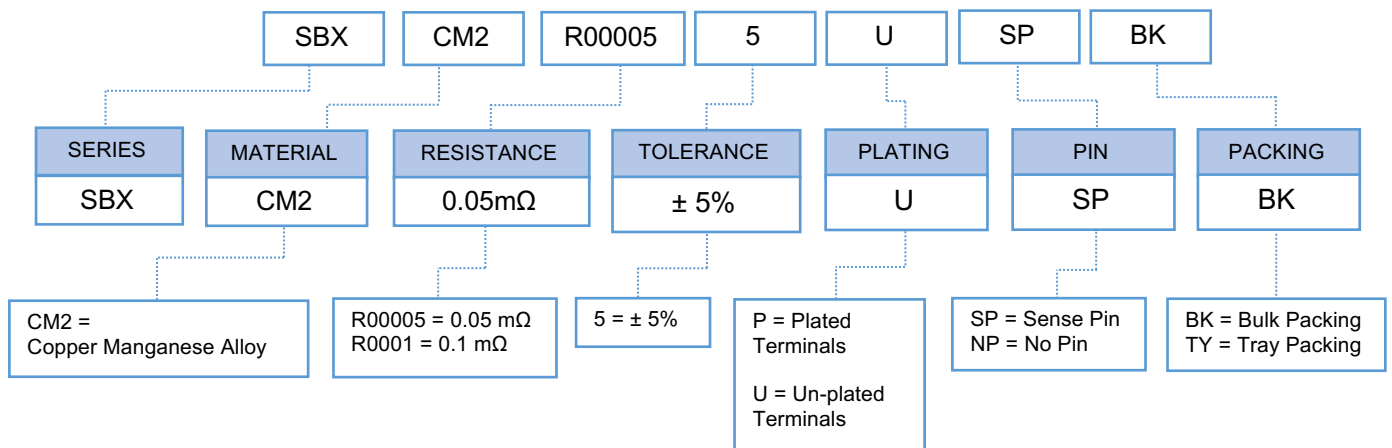 SBX CM2 R00005 5 U SP BK
SERIES MATERIAL RESISTANCE TOLERANCE PLATING PIN PACKING
SBX CM2 0.05mΩ ± 5% U SP BK
CM2 =
Copper Manganese Alloy
R00005 = 0.05 mΩ
R0001 = 0.1 mΩ
5 = ± 5%
P = Plated
Terminals
U = Un-plated
Terminals
SP = Sense Pin
NP = No Pin
BK = Bulk Packing
TY = Tray Packing